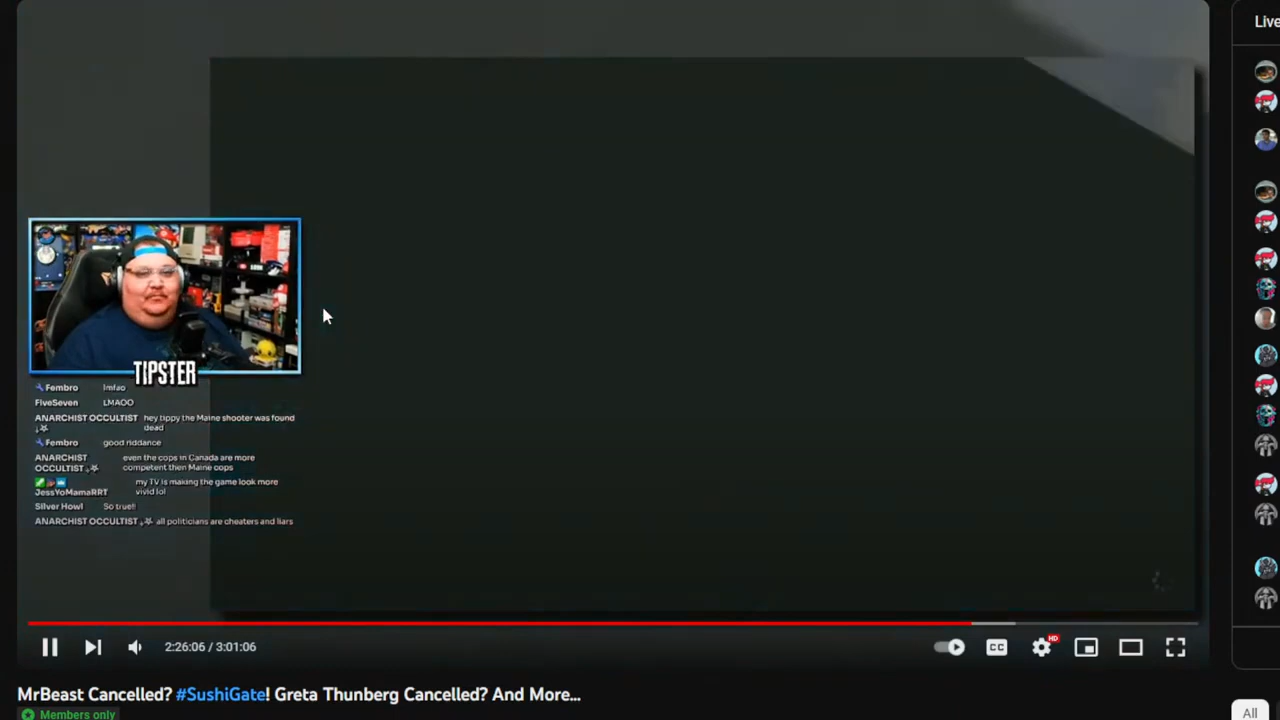 Live
TIPSTER
Fembro lmfao
FiveSeven LMAOO
ANARCHIST OCCULTIST hey tippy the Maine shooter was found
dead
Fembro good riddance
ANARCHIST even the cops in Canada are more
OCCULTIST competent then Maine cops
my TV is making the game look more
JessYoMamaRRT vivid lol
Silver Howl So true!!
ANARCHIST OCCULTIST all politicians are cheaters and liars
CC HD
2:26:06 / 3:01:06
MrBeast Cancelled? #SushiGate! Greta Thunberg Cancelled? And More...
Members only
All